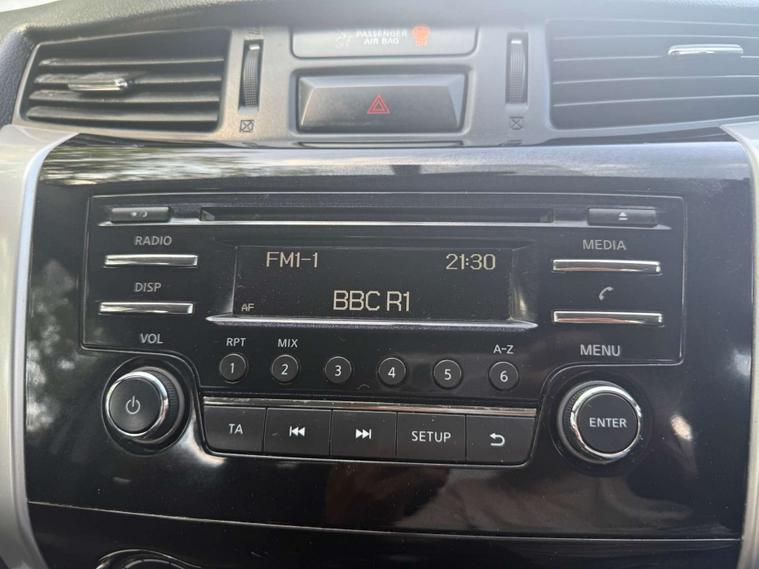 PASSENGER
AIR BAG
RADIO
MEDIA
FM1-1 21:30
DISP
AF BBC R1
VOL
RPT MIX A-Z
MENU
1 2 3 4 5 6
ENTER
TA SETUP